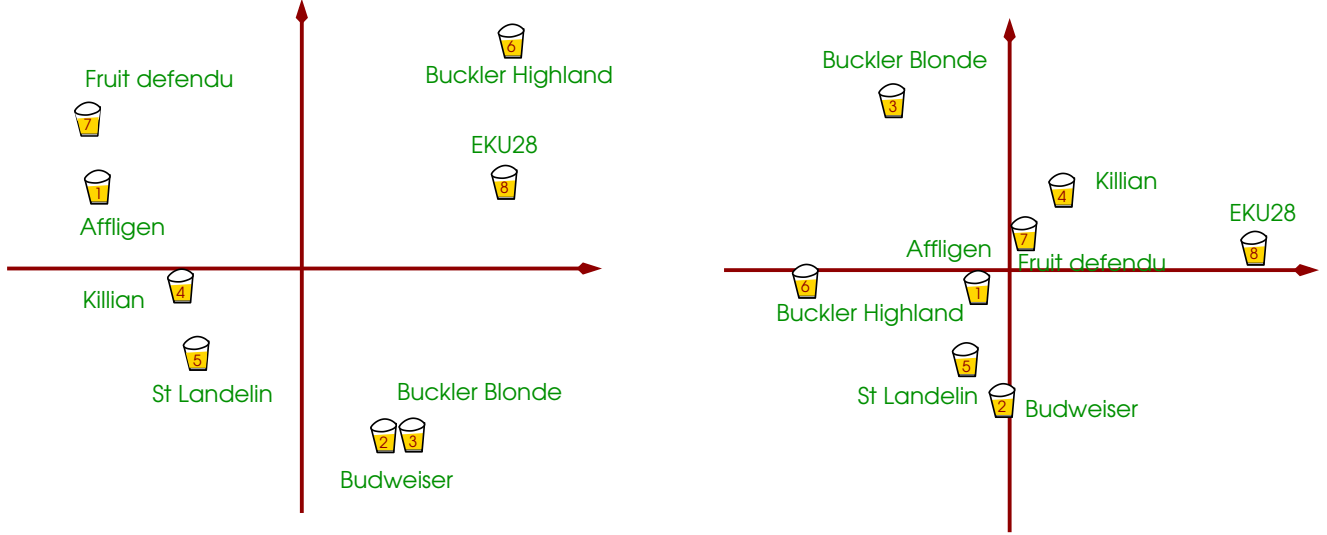 6
Buckler Highland
Fruit defendu
7
EKU28
8
1
Affligen
4
Killian
5
St Landelin
Buckler Blonde
2
3
Budweiser
Buckler Blonde
3
Killian
4
EKU28
7
8
Affligen
Fruit defendu
6
1
Buckler Highland
5
St Landelin
2
Budweiser